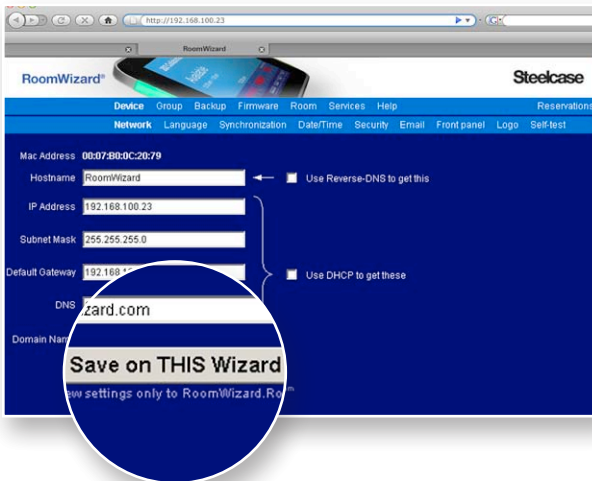 http://192.168.100.23
RoomWizard
RoomWizard® Steelcase
Device Group Backup Firmware Room Services Help Reservations
Network Language Synchronization Date/Time Security Email Front panel Logo Self-test
Mac Address 00:07:B0:0C:20:79
Hostname RoomWizard Use Reverse-DNS to get this
IP Address 192.168.100.23
Subnet Mask 255.255.255.0
Default Gateway 192.168 Use DHCP to get these
DNS zard.com
Domain Nam
Save on THIS Wizard
ew settings only to RoomWizard.Ro